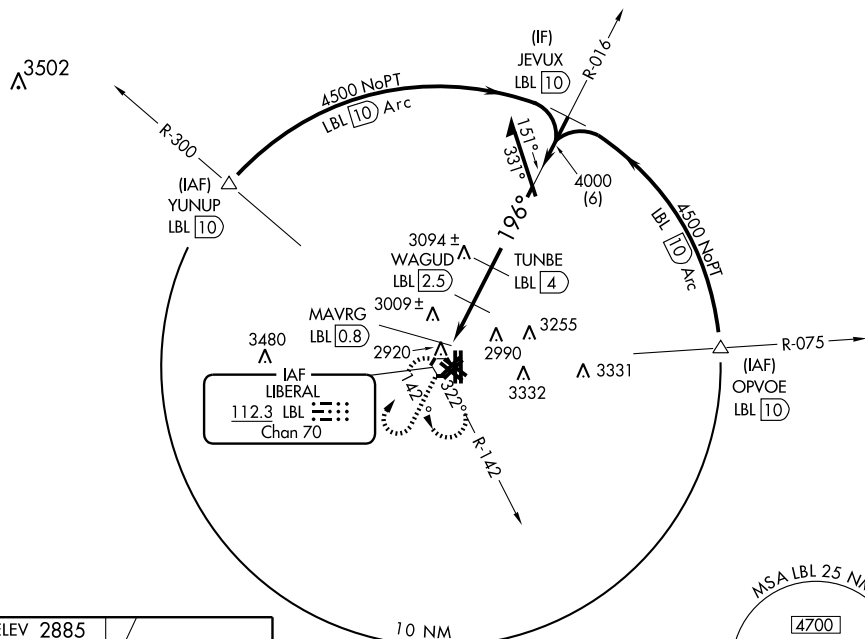 3502
R-300
(IAF)
YUNUP
LBL 10
4500 NoPT
LBL 10 Arc
(IF)
JEVUX
LBL 10
R-016
151°
331°
4000
(6)
196°
4500 NoPT
LBL 10 Arc
3094 ±
WAGUD
LBL 2.5
TUNBE
LBL 4
3009 ±
MAVRG
LBL 0.8
3480
2920
2990
3255
3332
3331
R-075
(IAF)
OPVOE
LBL 10
IAF
LIBERAL
112.3 LBL
Chan 70
142°
322°
R-142
10 NM
ELEV 2885
MSA LBL 25 NM
4700